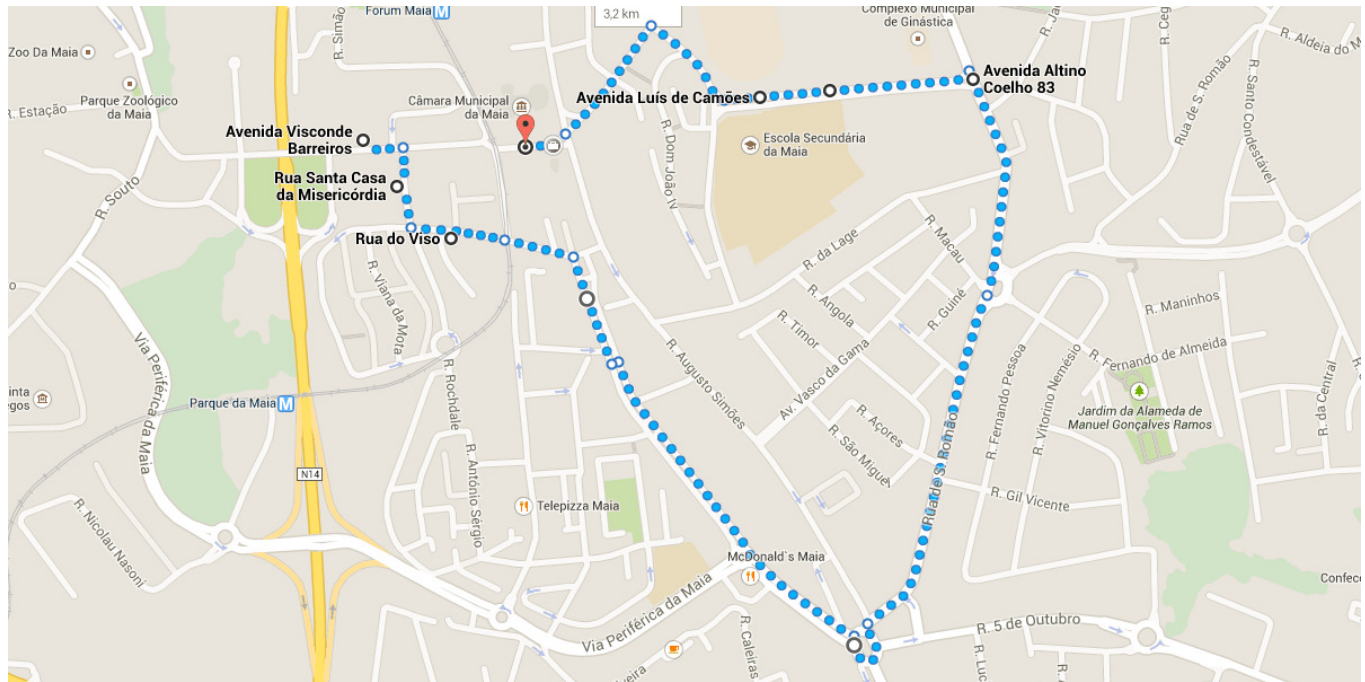 Forum Maia M
3,2 km
Complexo Municipal
de Ginástica
R. Simão
R. Aldeia do M
Zoo Da Maia
Parque Zoológico
da Maia
R. Estação
Câmara Municipal
da Maia
Avenida Luís de Camões
Avenida Altino
Coelho 83
Rua de S. Romão
R. Santo Condestável
Avenida Visconde
Barreiros
R. Dom João IV
Escola Secundária
da Maia
Rua Santa Casa
da Misericórdia
R. Souto
Rua do Viso
R. da Lage
R. Macau
R. Viana da Mota
R. Angola
R. Guiné
R. Maninhos
R. Timor
Via Periférica da Maia
R. Rochdale
R. Augusto Simões
Av. Vasco da Gama
R. Fernando de Almeida
R. Fernando Pessoa
R. Vitorino Nemésio
R. da Central
Parque da Maia M
R. Açores
R. São Miguel
Jardim da Alameda de
Manuel Gonçalves Ramos
N14
R. António Sérgio
Rua de S. Romão
R. Gil Vicente
Telepizza Maia
R. Nicolau Nasoni
McDonald`s Maia
Via Periférica da Maia
R. Caleiras
R. 5 de Outubro
R. Luc
Confec